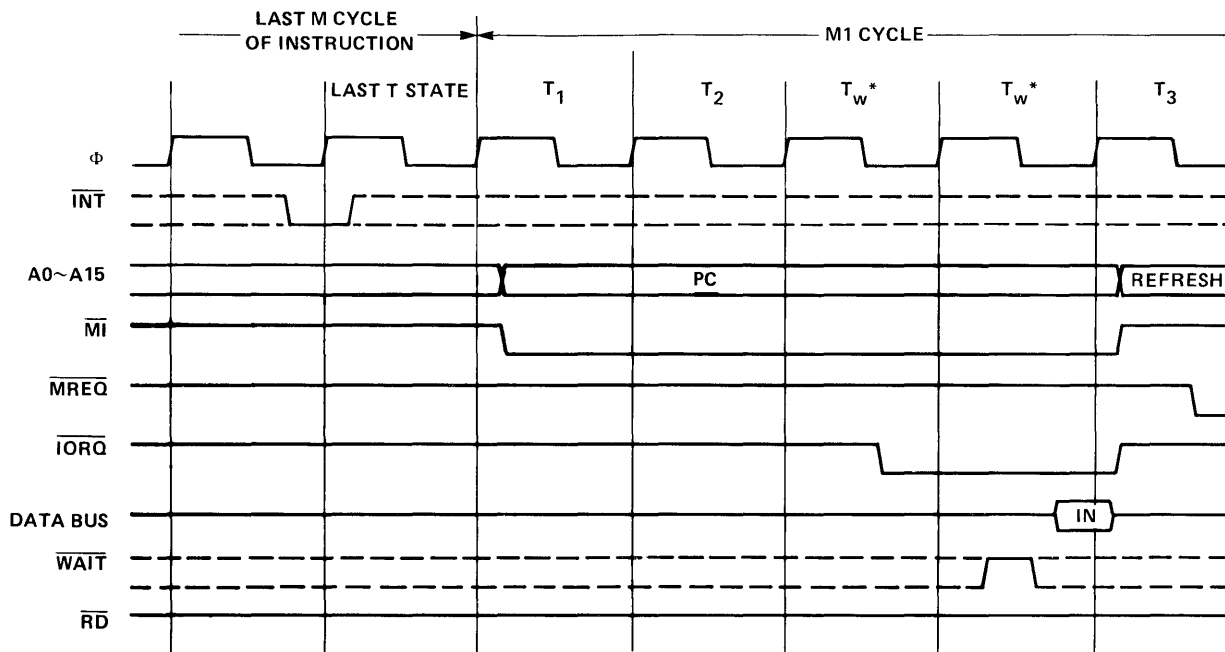 LAST M CYCLE
OF INSTRUCTION
M1 CYCLE
LAST T STATE
T1
T2
Tw*
Tw*
T3
Φ
INT
A0~A15
PC
REFRESH
MI
MREQ
IORQ
DATA BUS
IN
WAIT
RD